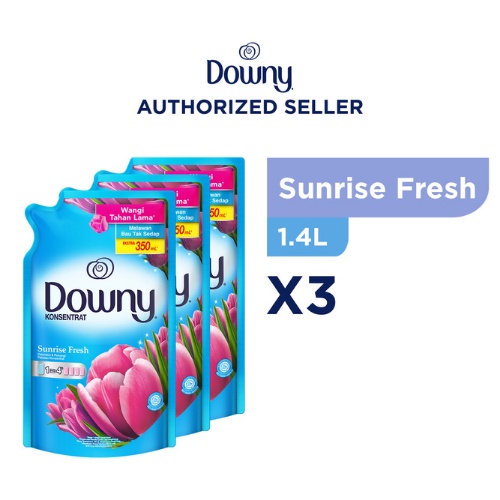 Downy
AUTHORIZED SELLER
Wangi
Tahan Lama*
Melawan
Bau Tak Sedap
350mL*
Downy
KONSENTRAT
Sunrise Fresh
Sunrise Fresh
1.4L
X3